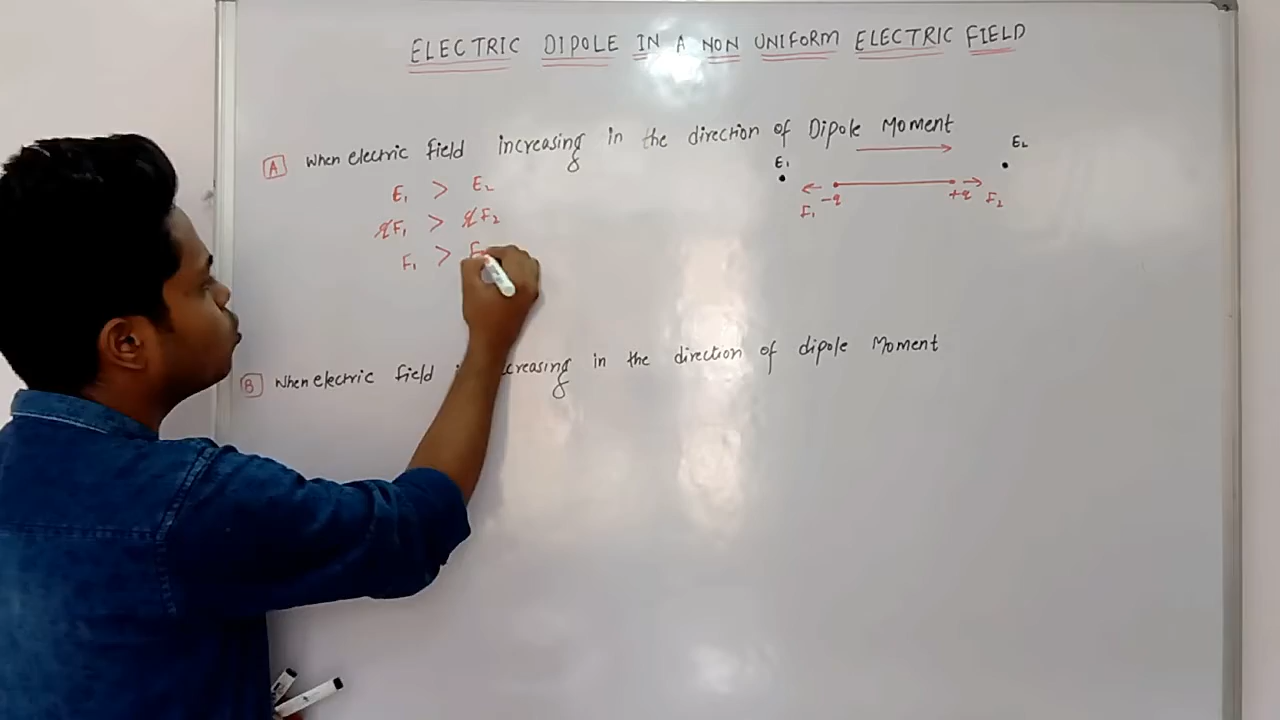 ELECTRIC DIPOLE IN A NON UNIFORM ELECTRIC FIELD
A When electric field increasing in the direction of Dipole Moment
E₁ > E₂
qF₁ > qF₂
F₁ > F
E₁
E₂
F₁ -q +q F₂
B When electric field creasing in the direction of dipole Moment